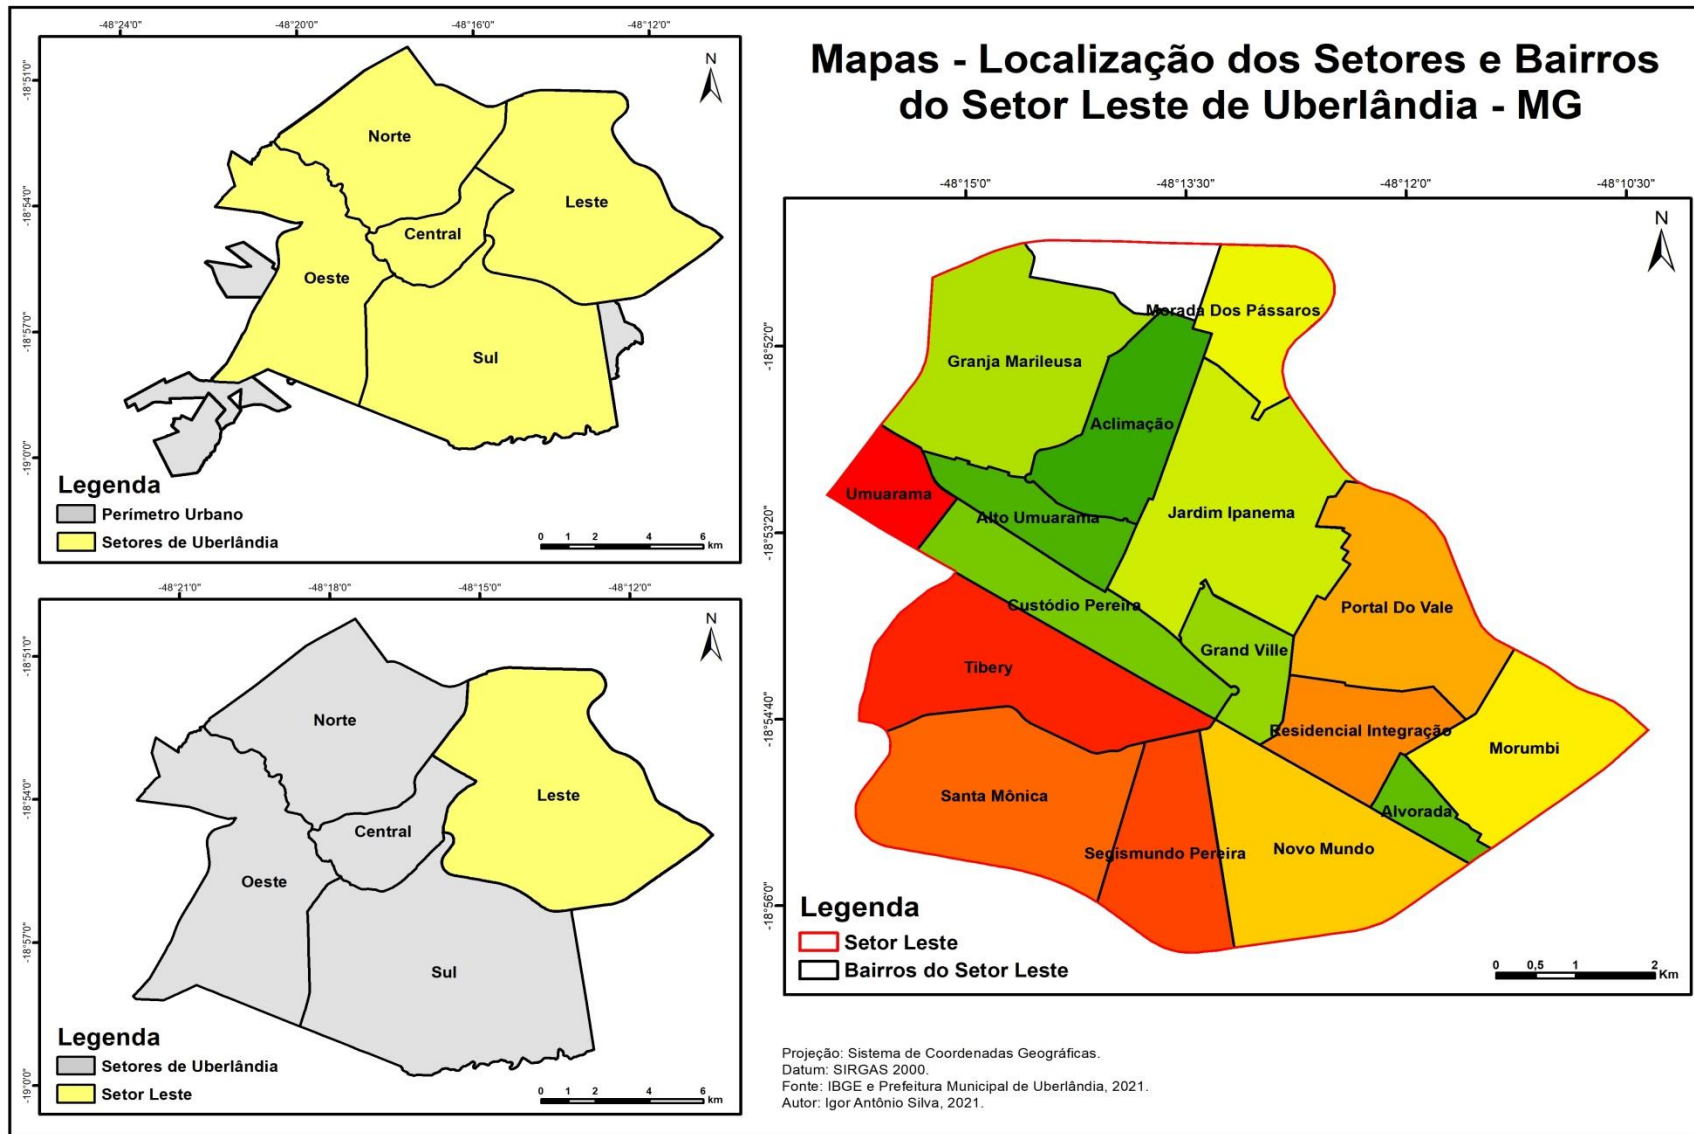 Mapas - Localização dos Setores e Bairros
do Setor Leste de Uberlândia - MG
-48°24'0"
-48°20'0"
-48°16'0"
-48°12'0"
-18°51'0"
-18°54'0"
-18°57'0"
-19°0'0"
N
Norte
Leste
Central
Oeste
Sul
Legenda
Perímetro Urbano
Setores de Uberlândia
0 1 2 4 6
km
-48°21'0"
-48°18'0"
-48°15'0"
-48°12'0"
-18°51'0"
-18°54'0"
-18°57'0"
-19°0'0"
N
Norte
Leste
Central
Oeste
Sul
Legenda
Setores de Uberlândia
Setor Leste
0 1 2 4 6
km
-48°15'0"
-48°13'30"
-48°12'0"
-48°10'30"
-18°52'0"
-18°53'20"
-18°54'40"
-18°56'0"
N
Morada Dos Pássaros
Granja Marileusa
Aclimação
Umuarama
Alto Umuarama
Jardim Ipanema
Custódio Pereira
Portal Do Vale
Grand Ville
Tibery
Residencial Integração
Morumbi
Santa Mônica
Alvorada
Segismundo Pereira
Novo Mundo
Legenda
Setor Leste
Bairros do Setor Leste
0 0,5 1 2
Km
Projeção: Sistema de Coordenadas Geográficas.
Datum: SIRGAS 2000.
Fonte: IBGE e Prefeitura Municipal de Uberlândia, 2021.
Autor: Igor Antônio Silva, 2021.